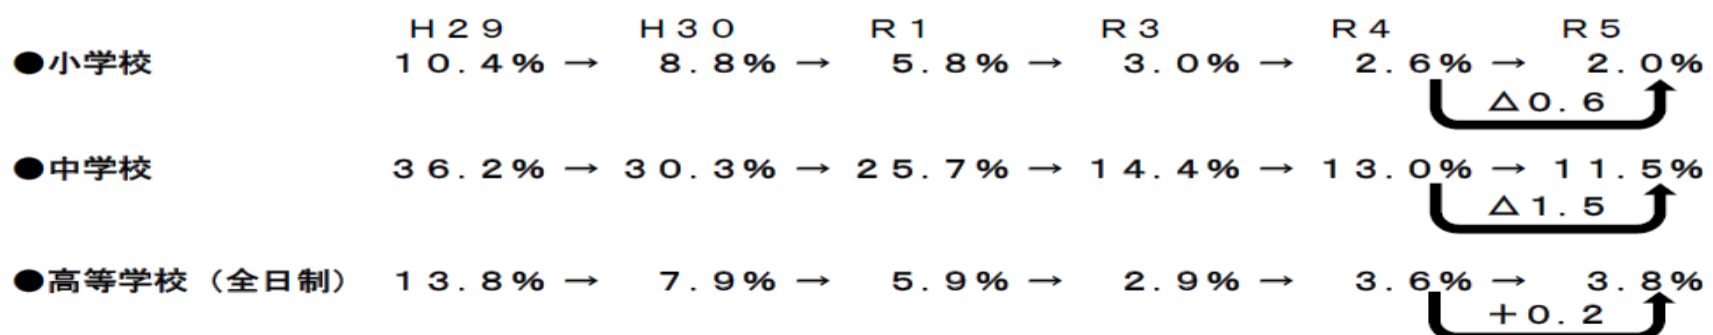 H29 H30 R1 R3 R4 R5
●小学校 10.4% → 8.8% → 5.8% → 3.0% → 2.6% → 2.0%
△0.6
●中学校 36.2% → 30.3% → 25.7% → 14.4% → 13.0% → 11.5%
△1.5
●高等学校（全日制） 13.8% → 7.9% → 5.9% → 2.9% → 3.6% → 3.8%
+0.2